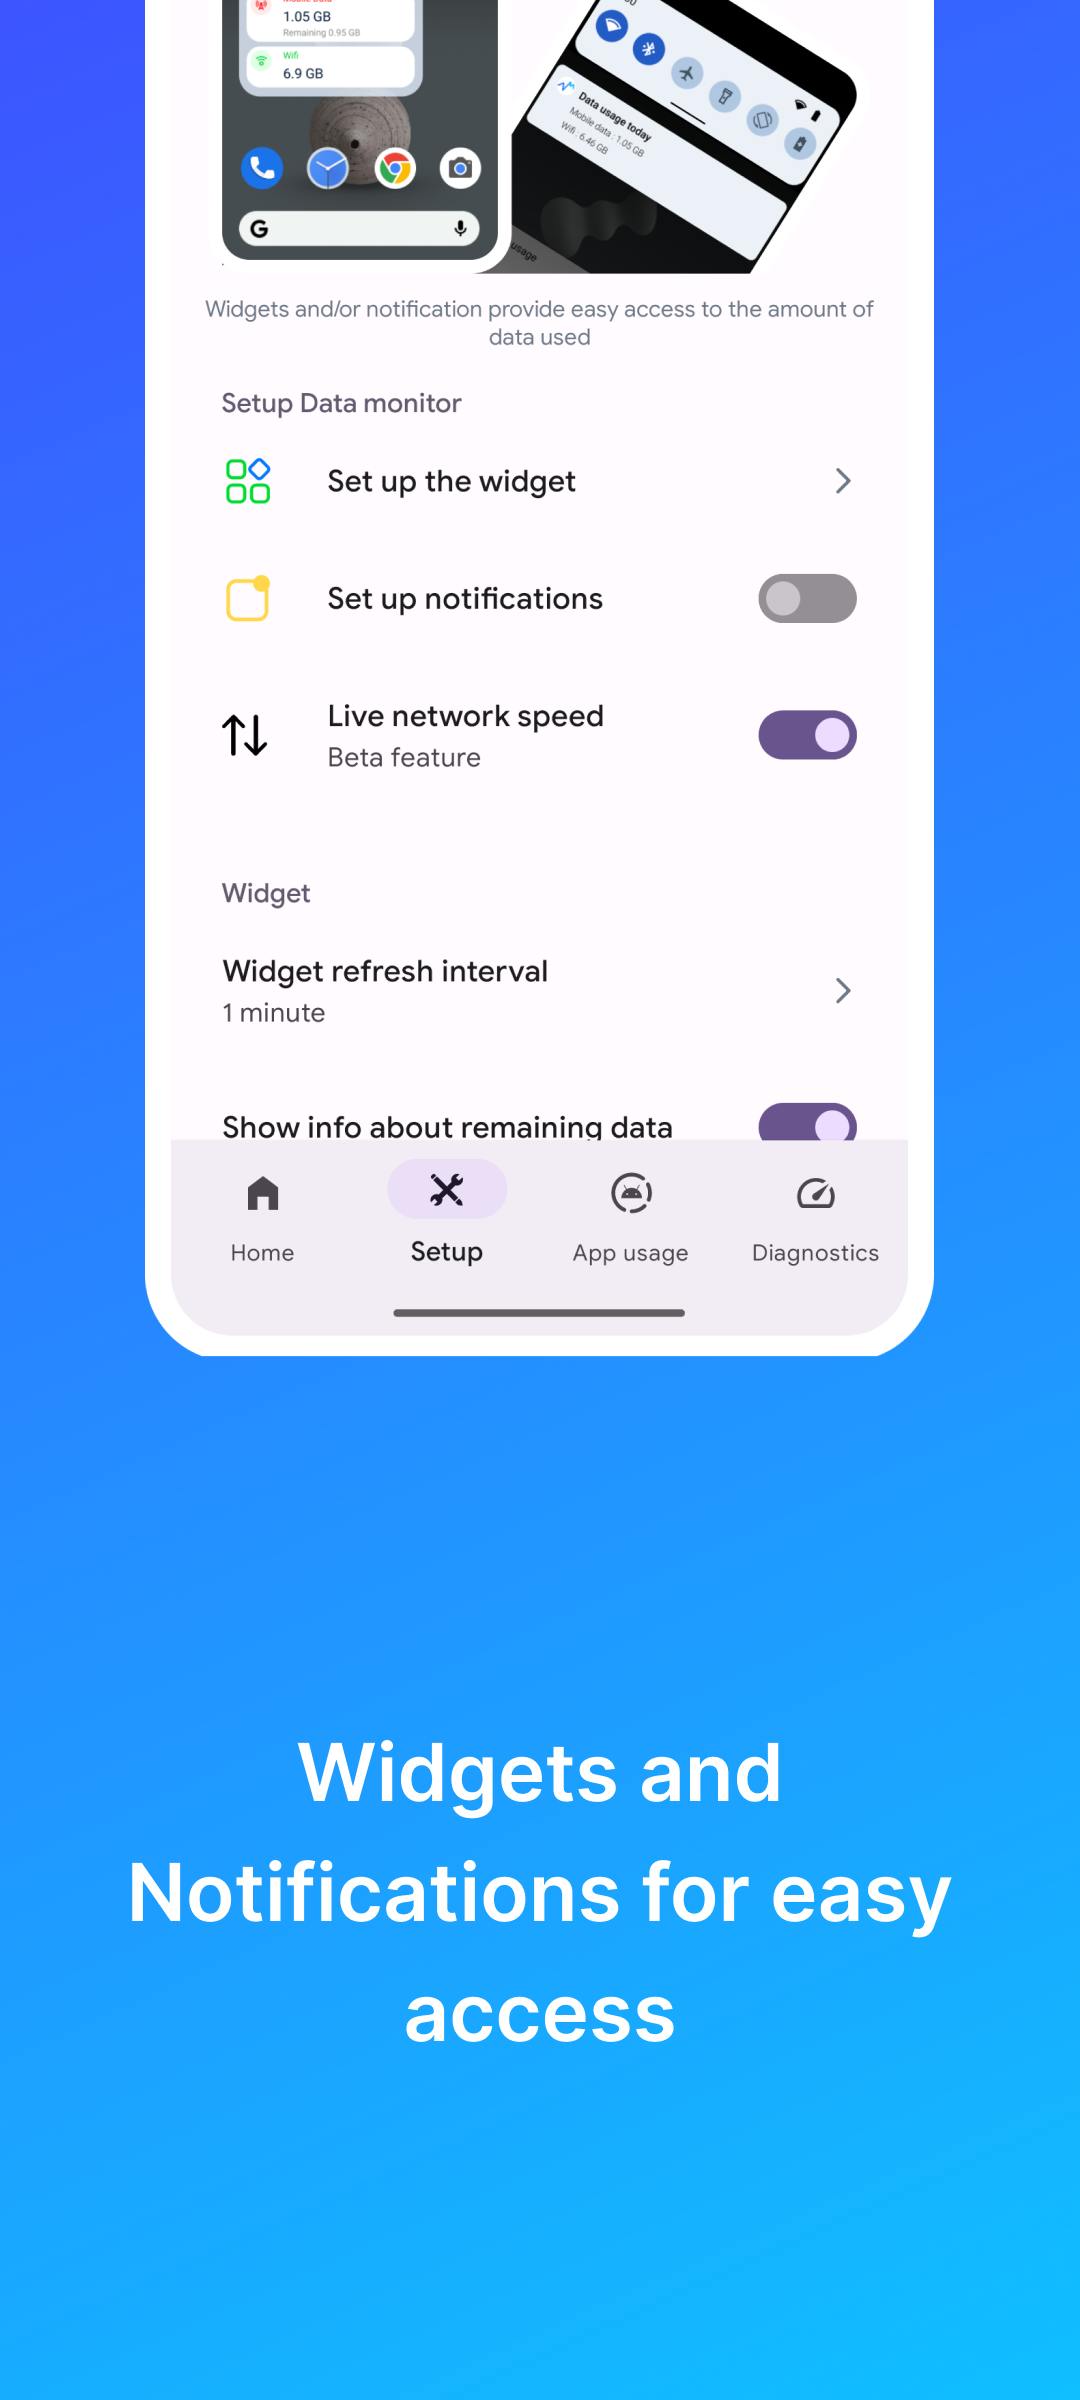 1.05 GB
Remaining 0.95 GB
Wifi
6.9 GB
Data usage today
Mobile data : 1.05 GB
Wifi : 6.46 GB
usage
G
Widgets and/or notification provide easy access to the amount of
data used
Setup Data monitor
Set up the widget
Set up notifications
Live network speed
Beta feature
Widget
Widget refresh interval
1 minute
Show info about remaining data
Home
Setup
App usage
Diagnostics
Widgets and
Notifications for easy
access